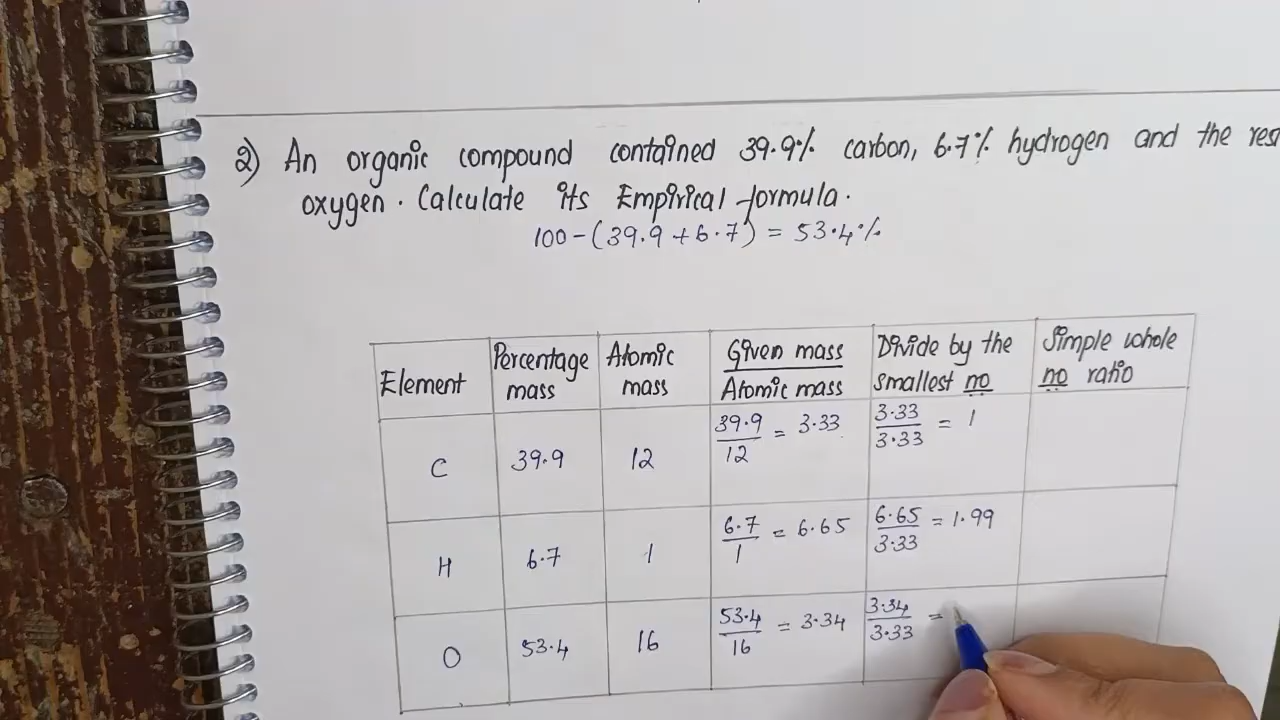 2) An organic compound contained 39.9% carbon, 6.7% hydrogen and the res
oxygen. Calculate its Empirical formula.
100-(39.9+6.7) = 53.4%
Element
Percentage mass
Atomic mass
Given mass / Atomic mass
Divide by the smallest no
Simple whole no ratio
C
39.9
12
39.9/12 = 3.33
3.33/3.33 = 1
H
6.7
1
6.7/1 = 6.65
6.65/3.33 = 1.99
O
53.4
16
53.4/16 = 3.34
3.34/3.33 =